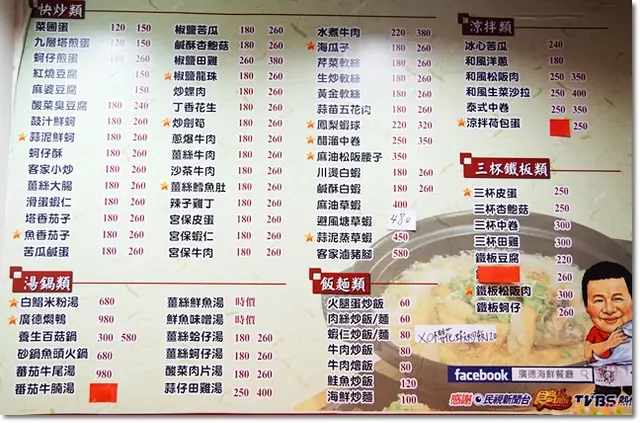 快炒類
菜圃蛋 120 150
九層塔煎蛋 120 150
蚵仔煎蛋 180 260
紅燒豆腐 150
麻婆豆腐 150
酸菜臭豆腐 180 240
鼓汁鮮蚵 180 260
蒜泥鮮蚵 180 260
蚵仔酥 180 260
客家小炒 180 260
薑絲大腸 180 260
滑蛋蝦仁 180 260
塔香茄子 180 260
魚香茄子 180 260
苦瓜鹹蛋 180 260
椒鹽苦瓜 180 260
鹹酥杏鮑菇 180 260
椒鹽田雞 260 380
椒鹽龍珠 180 260
炒螺肉 180 260
丁香花生 180 260
炒劍筍 180 260
蔥爆牛肉 180 260
薑絲牛肉 180 260
沙茶牛肉 180 260
薑絲鱈魚肚 180 260
辣子雞丁 180 260
宮保皮蛋 180 260
宮保蝦仁 180 260
宮保牛肉 180 260
水煮牛肉 220 380
海瓜子 180 260
芹菜軟絲 180 260
生炒軟絲 180 260
黃金軟絲 180 260
蒜苗五花肉 180 260
鳳梨蝦球 220 320
醋溜中卷 250 350
麻油松阪腰子 350
川燙白蝦 180 260
鹹酥白蝦 180 260
麻油草蝦 400
避風塘草蝦 480
蒜泥蒸草蝦 450
客家滷豬腳 580
涼拌類
冰心苦瓜 240
和風洋蔥 180
和風松阪肉 250 350
和風生菜沙拉 250 400
泰式中卷 250 350
涼拌荷包蛋 250
三杯鐵板類
三杯皮蛋 250
三杯杏鮑菇 250
三杯中卷 300
三杯田雞 300
鐵板豆腐 220
260
鐵板松阪肉 300
鐵板蚵仔 260
湯鍋類
白鯧米粉湯 680
廣德燜鴨 980
養生百菇鍋 300 580
砂鍋魚頭火鍋 680
蕃茄牛尾湯 980
蕃茄牛腩湯
薑絲鮮魚湯 時價
鮮魚味噌湯 時價
薑絲蛤仔湯 180 260
薑絲蚵仔湯 180 260
酸菜肉片湯 180 260
蒜仔田雞湯 250 400
飯麵類
火腿蛋炒飯 60
肉絲炒飯/麵 60
蝦仁炒飯/麵 80
牛肉炒飯 80
牛肉燴飯 80
鮭魚炒飯 120
海鮮炒麵 100
facebook 廣德海鮮餐廳
感謝 民視新聞台 TVBS